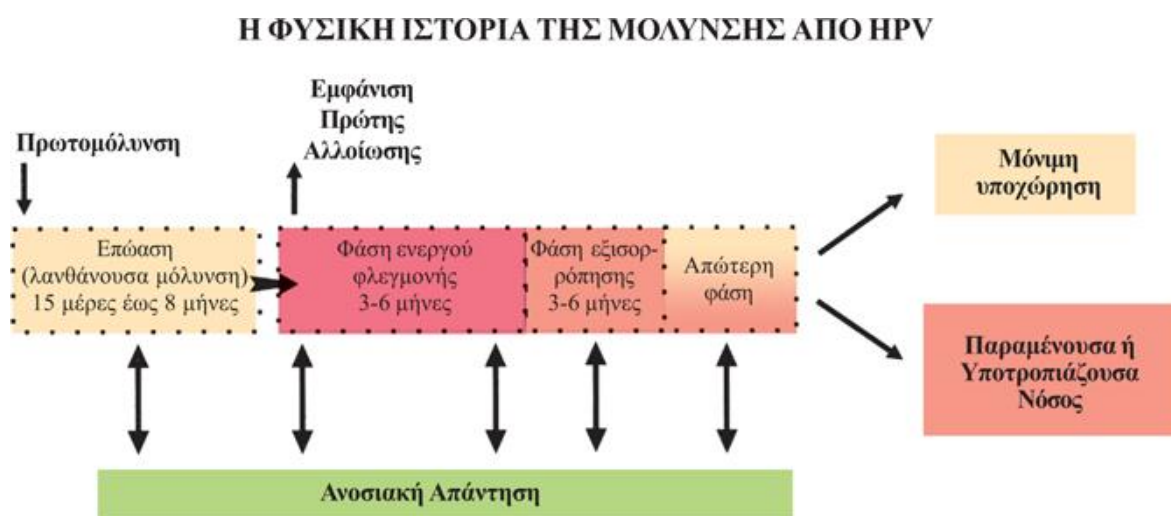 Η ΦΥΣΙΚΗ ΙΣΤΟΡΙΑ ΤΗΣ ΜΟΛΥΝΣΗΣ ΑΠΟ HPV
Πρωτομόλυνση
Εμφάνιση
Πρώτης
Αλλοίωσης
Επώαση
(λανθάνουσα μόλυνση)
15 μέρες έως 8 μήνες
Φάση ενεργού
φλεγμονής
3-6 μήνες
Φάση εξισορ-
ρόπησης
3-6 μήνες
Απώτερη
φάση
Μόνιμη
υποχώρηση
Παραμένουσα ή
Υποτροπιάζουσα
Νόσος
Ανοσιακή Απάντηση